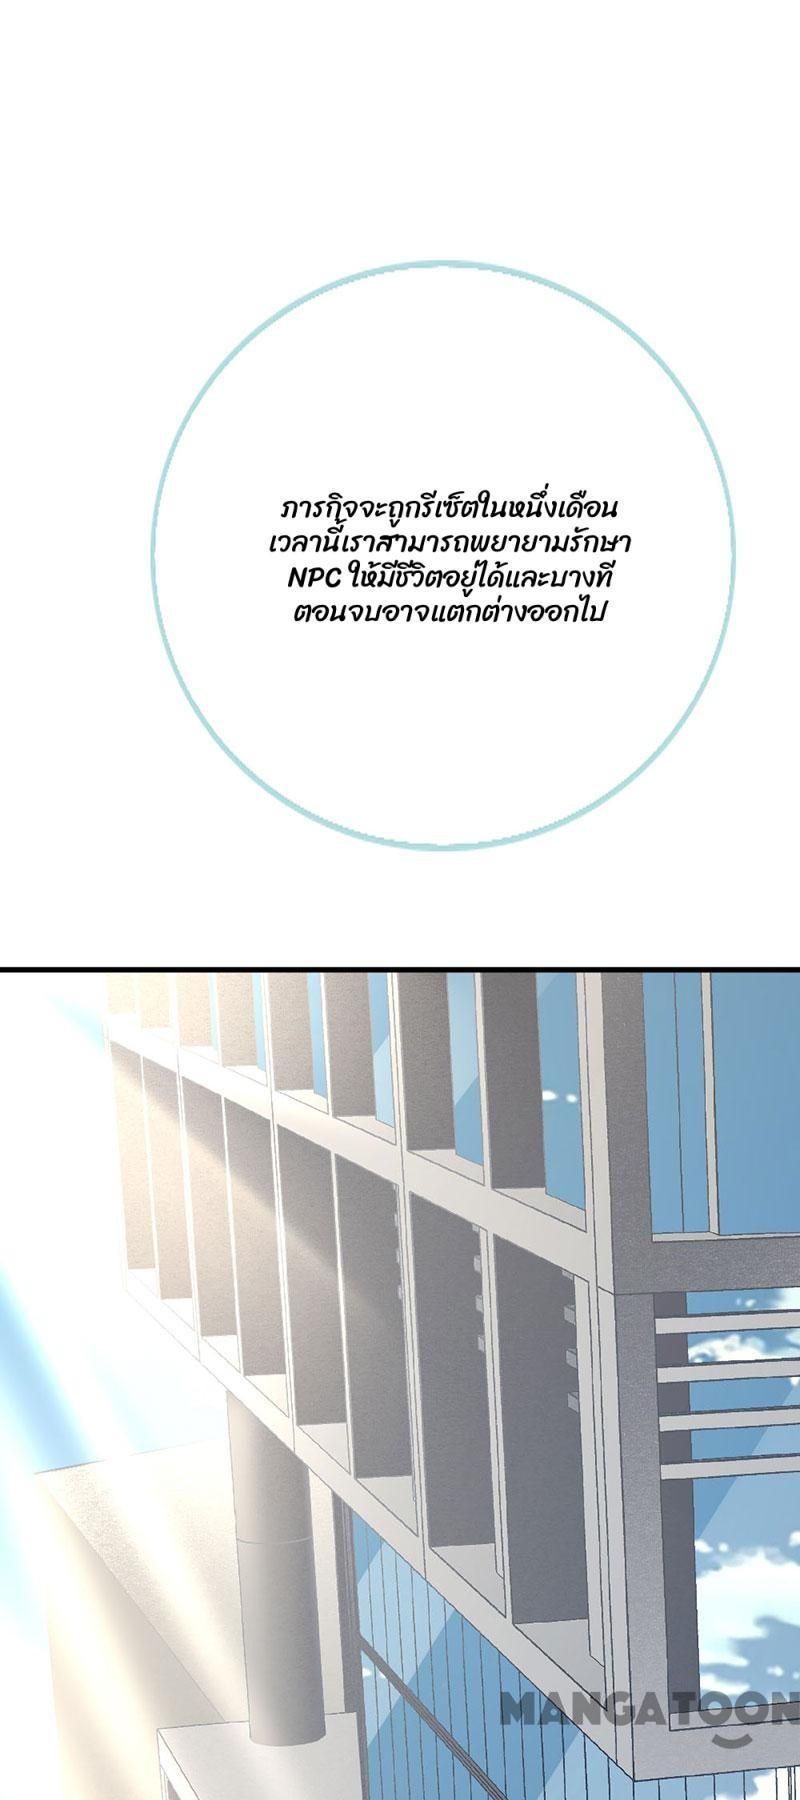 ภารกิจจะถูกรีเซ็ตในหนึ่งเดือน
เวลานี้เราสามารถพยายามรักษา
NPC ให้มีชีวิตอยู่ได้และบางที
ตอนจบอาจแตกต่างออกไป
MANGATOON